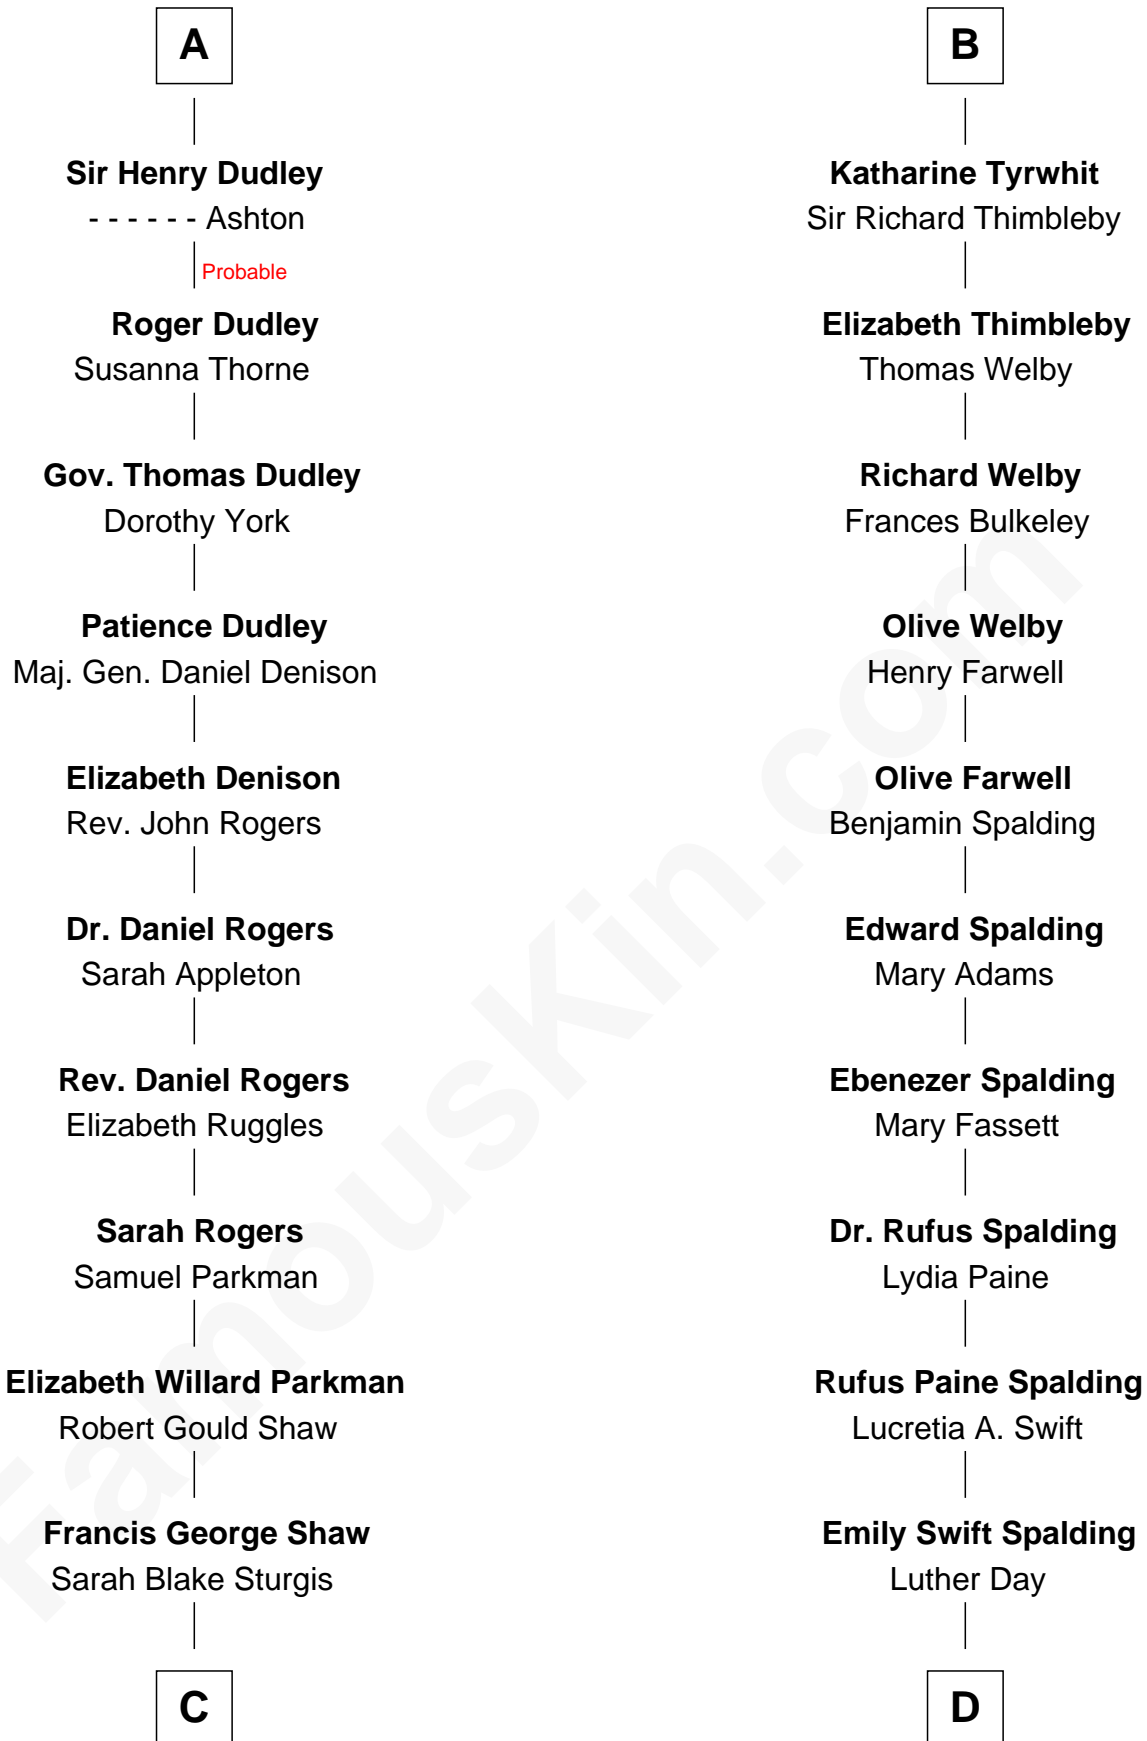 A
Sir Henry Dudley
- - - - - - Ashton
Probable
Roger Dudley
Susanna Thorne
Gov. Thomas Dudley
Dorothy York
Patience Dudley
Maj. Gen. Daniel Denison
Elizabeth Denison
Rev. John Rogers
Dr. Daniel Rogers
Sarah Appleton
Rev. Daniel Rogers
Elizabeth Ruggles
Sarah Rogers
Samuel Parkman
Elizabeth Willard Parkman
Robert Gould Shaw
Francis George Shaw
Sarah Blake Sturgis
C
B
Katharine Tyrwhit
Sir Richard Thimbleby
Elizabeth Thimbleby
Thomas Welby
Richard Welby
Frances Bulkeley
Olive Welby
Henry Farwell
Olive Farwell
Benjamin Spalding
Edward Spalding
Mary Adams
Ebenezer Spalding
Mary Fassett
Dr. Rufus Spalding
Lydia Paine
Rufus Paine Spalding
Lucretia A. Swift
Emily Swift Spalding
Luther Day
D
FamousKin.com